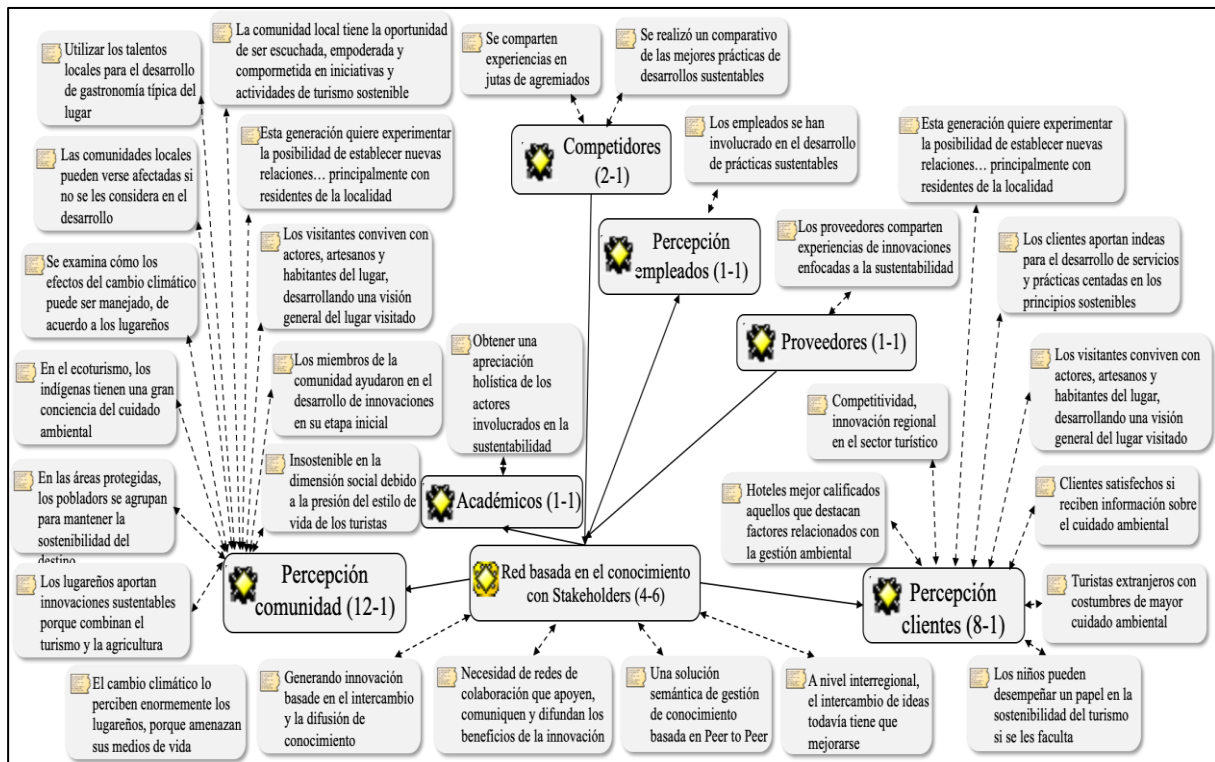 Utilizar los talentos
locales para el desarrollo
de gastronomía típica del
lugar
La comunidad local tiene la oportunidad
de ser escuchada, empoderada y
compormetida en iniciativas y
actividades de turismo sostenible
Se comparten
experiencias en
jutas de agremiados
Se realizó un comparativo
de las mejores prácticas de
desarrollos sustentables
Las comunidades locales
pueden verse afectadas si
no se les considera en el
desarrollo
Esta generación quiere experimentar
la posibilidad de establecer nuevas
relaciones… principalmente con
residentes de la localidad
Competidores
(2-1)
Los empleados se han
involucrado en el desarrollo
de prácticas sustentables
Esta generación quiere experimentar
la posibilidad de establecer nuevas
relaciones… principalmente con
residentes de la localidad
Se examina cómo los
efectos del cambio climático
puede ser manejado, de
acuerdo a los lugareños
Los visitantes conviven con
actores, artesanos y
habitantes del lugar,
desarrollando una visión
general del lugar visitado
Percepción
empleados (1-1)
Los proveedores comparten
experiencias de innovaciones
enfocadas a la sustentabilidad
Los clientes aportan indeas
para el desarrollo de servicios
y prácticas centadas en los
principios sostenibles
En el ecoturismo, los
indígenas tienen una gran
conciencia del cuidado
ambiental
Los miembros de la
comunidad ayudaron en el
desarrollo de innovaciones
en su etapa inicial
Obtener una
apreciación
holística de los
actores
involucrados en la
sustentabilidad
Proveedores (1-1)
Competitividad,
innovación regional
en el sector turístico
Los visitantes conviven con
actores, artesanos y
habitantes del lugar,
desarrollando una visión
general del lugar visitado
En las áreas protegidas,
los pobladors se agrupan
para mantener la
sostenibilidad del
destino
Insostenible en la
dimensión social debido
a la presión del estilo de
vida de los turistas
Académicos (1-1)
Hoteles mejor calificados
aquellos que destacan
factores relacionados con
la gestión ambiental
Clientes satisfechos si
reciben información sobre
el cuidado ambiental
Los lugareños aportan
innovaciones sustentables
porque combinan el
turismo y la agricultura
Percepción
comunidad (12-1)
Red basada en el conocimiento
con Stakeholders (4-6)
Percepción
clientes (8-1)
Turistas extranjeros con
costumbres de mayor
cuidado ambiental
El cambio climático lo
perciben enormemente los
lugareños, porque amenazan
sus medios de vida
Generando innovación
basade en el intercambio
y la difusión de
conocimiento
Necesidad de redes de
colaboración que apoyen,
comuniquen y difundan los
beneficios de la innovación
Una solución
semántica de gestión
de conocimiento
basada en Peer to Peer
A nivel interregional,
el intercambio de ideas
todavía tiene que
mejorarse
Los niños pueden
desempeñar un papel en la
sostenibilidad del turismo
si se les faculta